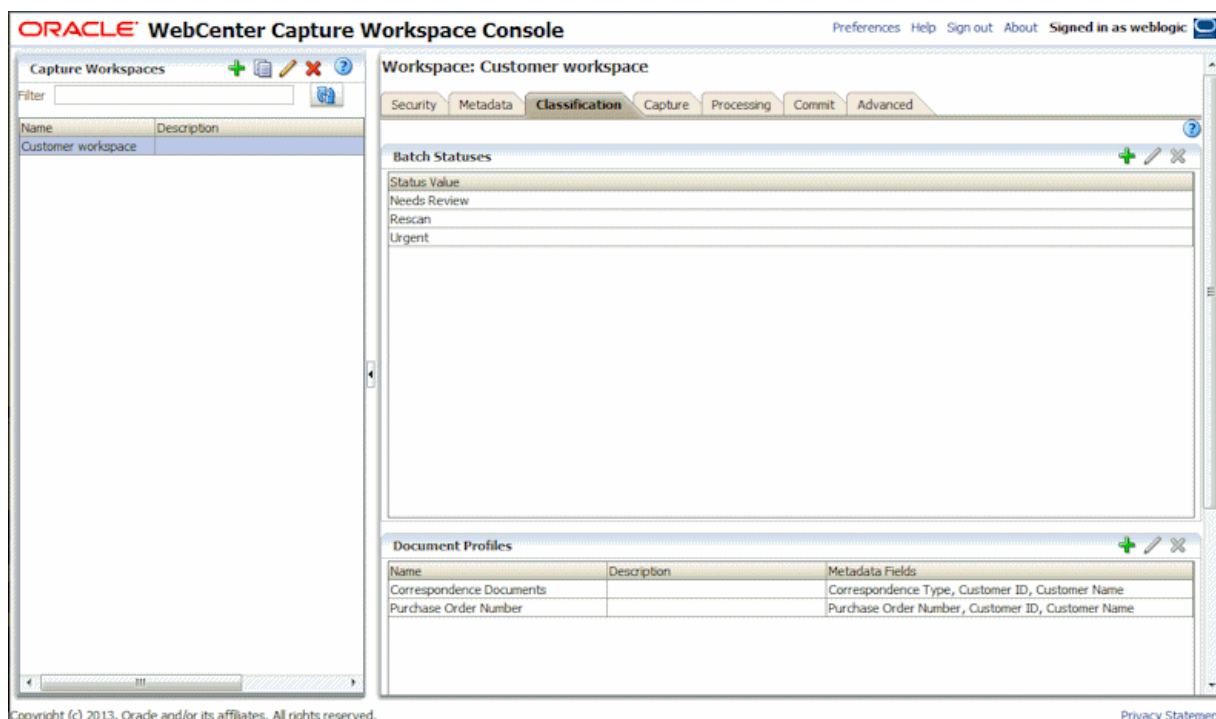 ORACLE WebCenter Capture Workspace Console
Preferences Help Sign out About Signed in as weblogic
Capture Workspaces
Filter
Name Description
Customer workspace
Workspace: Customer workspace
Security Metadata Classification Capture Processing Commit Advanced
Batch Statuses
Status Value
Needs Review
Rescan
Urgent
Document Profiles
Name Description Metadata Fields
Correspondence Documents Correspondence Type, Customer ID, Customer Name
Purchase Order Number Purchase Order Number, Customer ID, Customer Name
Copyright (c) 2013, Oracle and/or its affiliates. All rights reserved.
Privacy Statemen